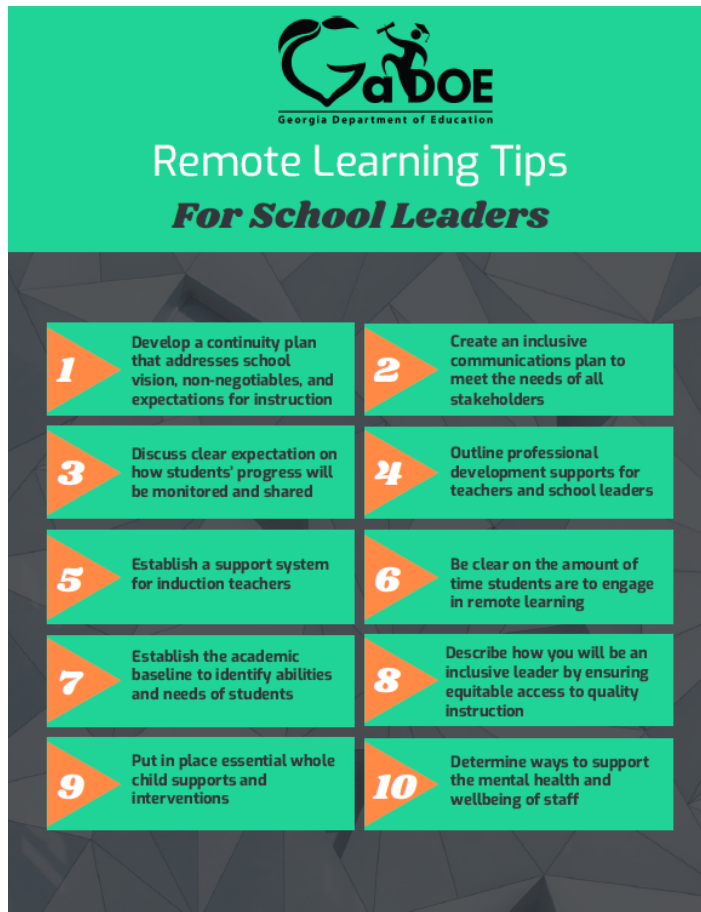 GaDOE
Georgia Department of Education
Remote Learning Tips
For School Leaders
1
Develop a continuity plan
that addresses school
vision, non-negotiables, and
expectations for instruction
2
Create an inclusive
communications plan to
meet the needs of all
stakeholders
3
Discuss clear expectation on
how students' progress will
be monitored and shared
4
Outline professional
development supports for
teachers and school leaders
5
Establish a support system
for induction teachers
6
Be clear on the amount of
time students are to engage
in remote learning
7
Establish the academic
baseline to identify abilities
and needs of students
8
Describe how you will be an
inclusive leader by ensuring
equitable access to quality
instruction
9
Put in place essential whole
child supports and
interventions
10
Determine ways to support
the mental health and
wellbeing of staff